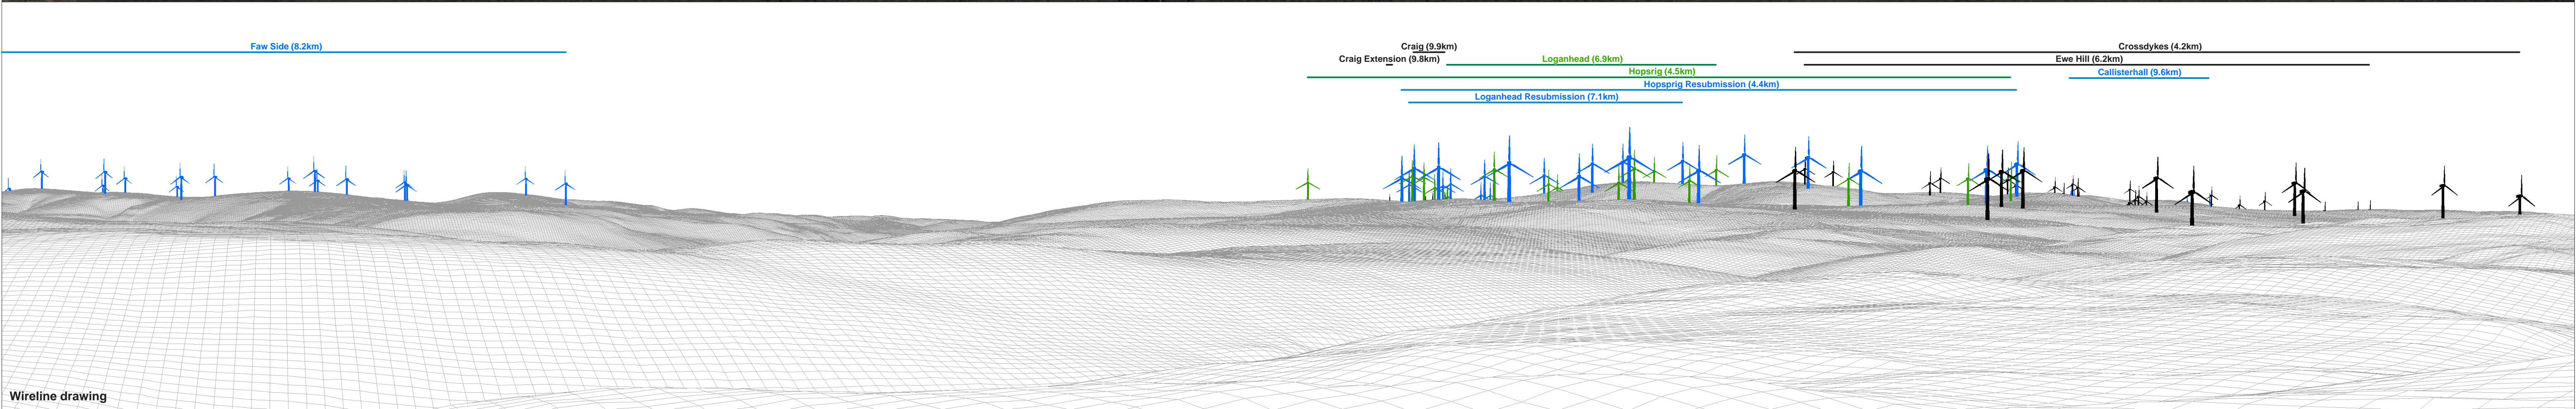 Faw Side (8.2km)
Craig (9.9km)
Crossdykes (4.2km)
Craig Extension (9.8km)
Loganhead (6.9km)
Ewe Hill (6.2km)
Hopsrig (4.5km)
Callisterhall (9.6km)
Hopsprig Resubmission (4.4km)
Loganhead Resubmission (7.1km)
Wireline drawing